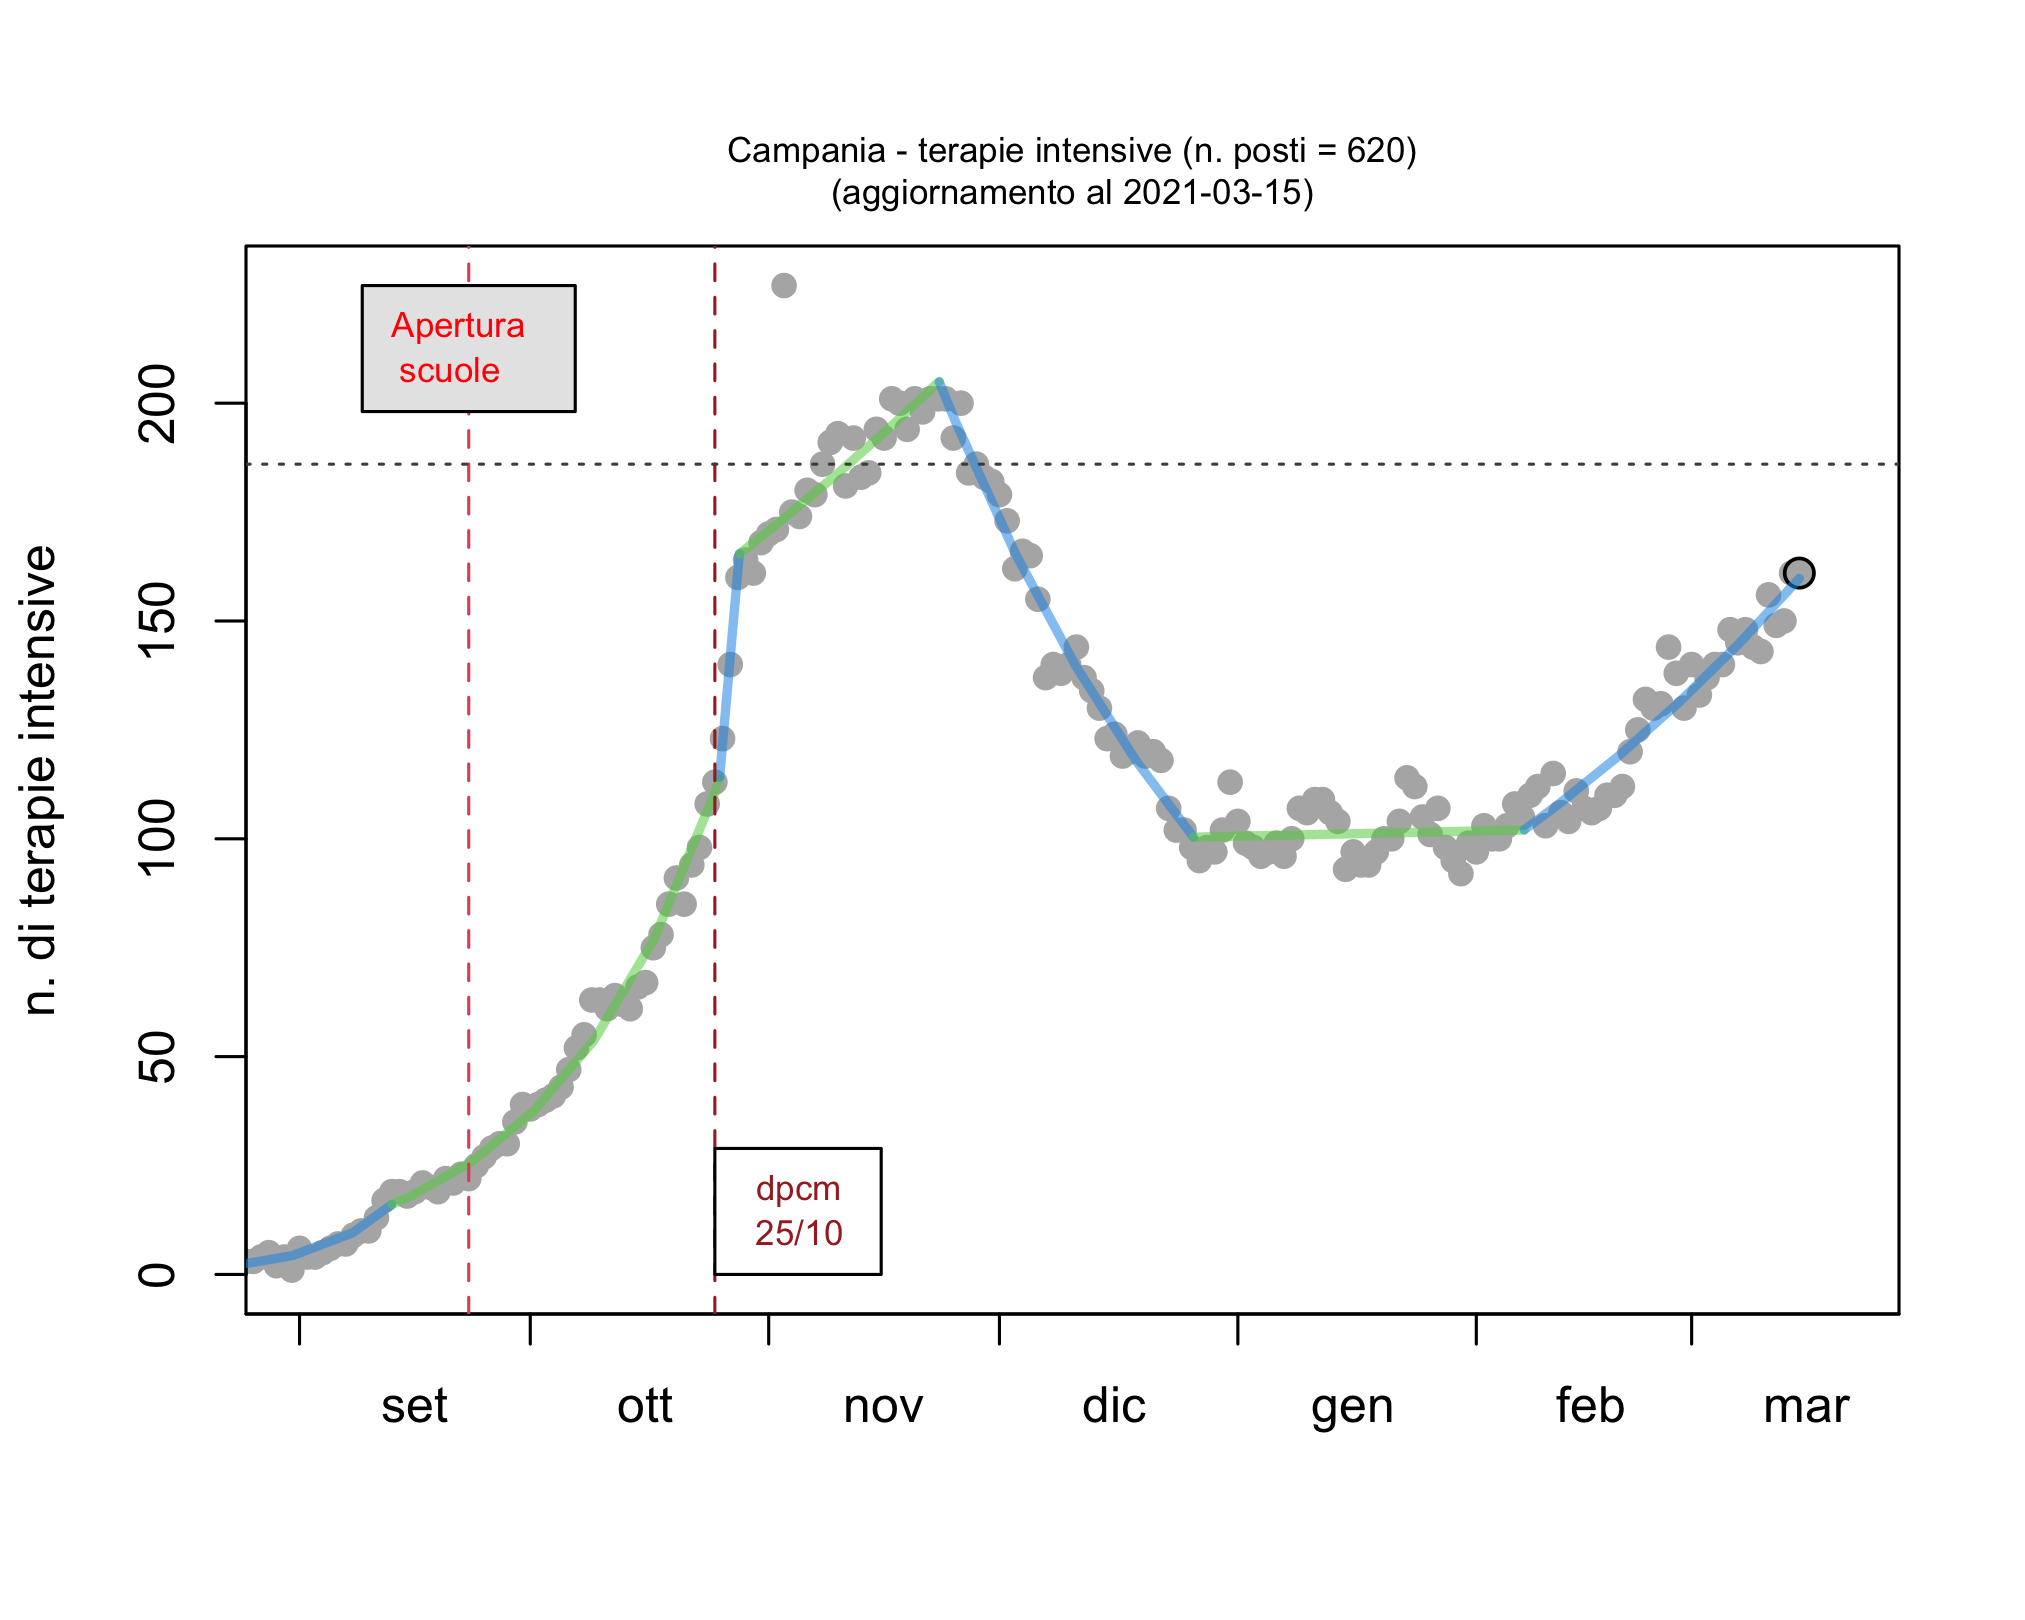 Campania - terapie intensive (n. posti = 620)
(aggiornamento al 2021-03-15)
n. di terapie intensive
200
150
100
50
0
Apertura
scuole
dpcm
25/10
set
ott
nov
dic
gen
feb
mar